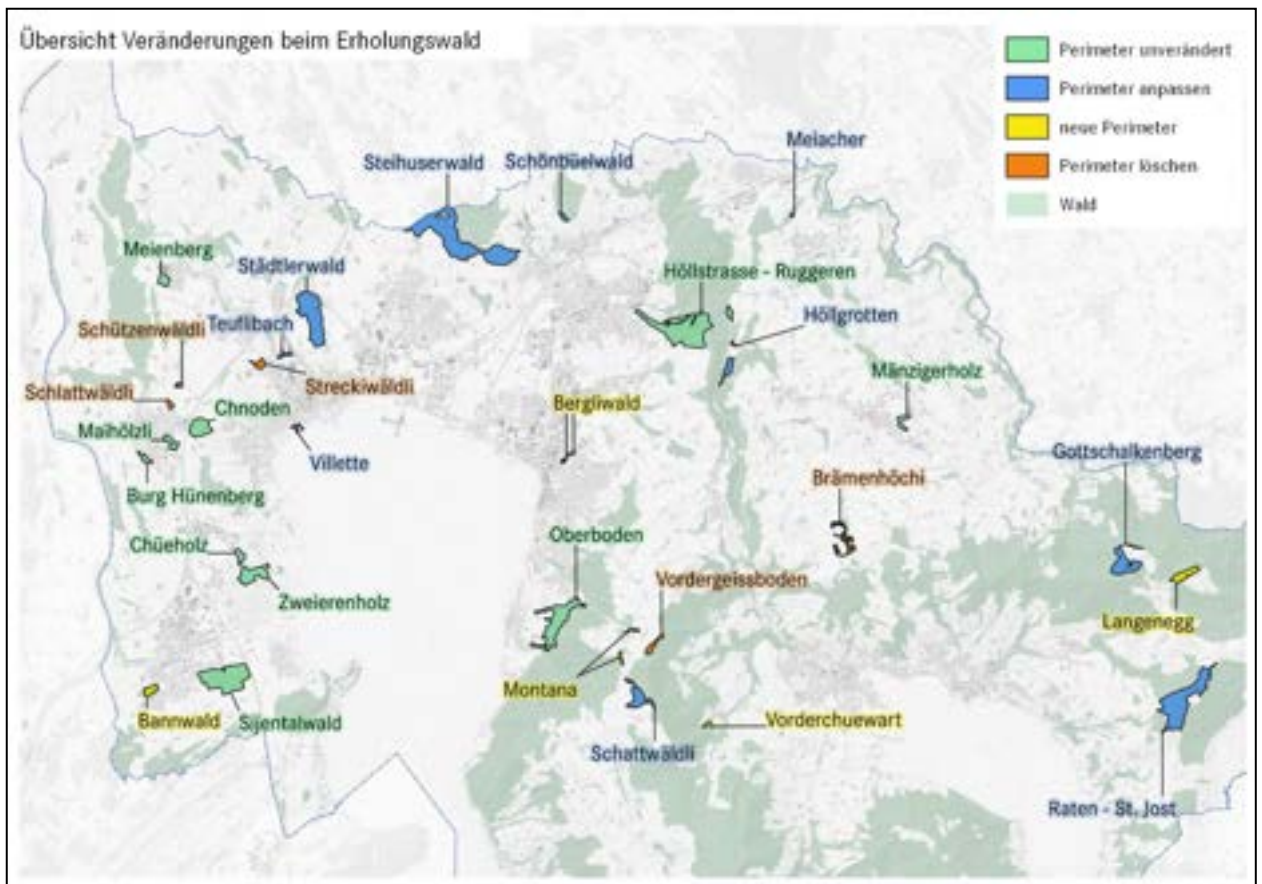 Übersicht Veränderungen beim Erholungswald
Perimeter unverändert
Perimeter anpassen
neue Perimeter
Perimeter löschen
Wald
Meiacher
Steihuserwald
Schönbüelwald
Meienberg
Städtlerwald
Höllstrasse - Ruggeren
Schützenwäldli
Teuflibach
Höllgrotten
Schlattwäldli
Streckiwäldli
Mänzigerholz
Chnoden
Bergliwald
Maihölzli
Villette
Gottschalkenberg
Burg Hünenberg
Brämenhöchi
Chüeholz
Oberboden
Zweierenholz
Vordergeissboden
Langenegg
Montana
Bannwald
Sijentalwald
Vorderchuewart
Schattwäldli
Raten - St. Jost